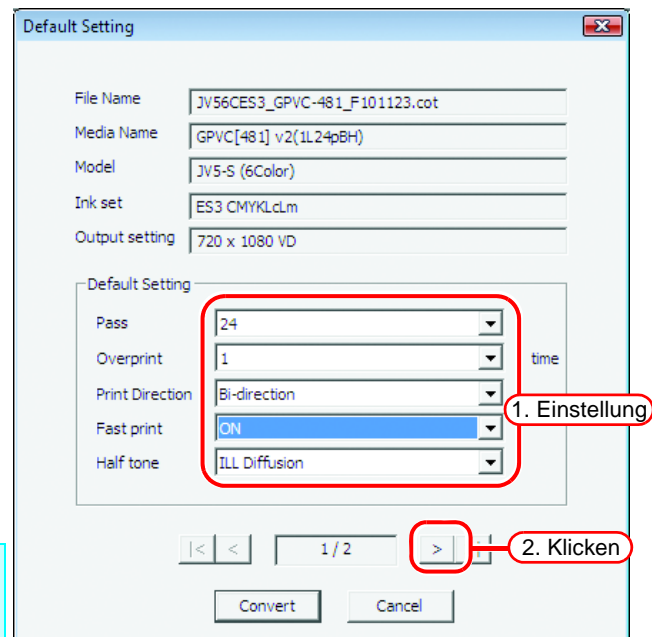 Default Setting
File Name JV56CES3_GPVC-481_F101123.cot
Media Name GPVC[481] v2(1L24pBH)
Model JV5-S (6Color)
Ink set ES3 CMYKLcLm
Output setting 720 x 1080 VD
Default Setting
Pass 24
Overprint 1 time
Print Direction Bi-direction
1. Einstellung
Fast print ON
Half tone ILL Diffusion
|< < 1 / 2 > 2. Klicken
Convert Cancel